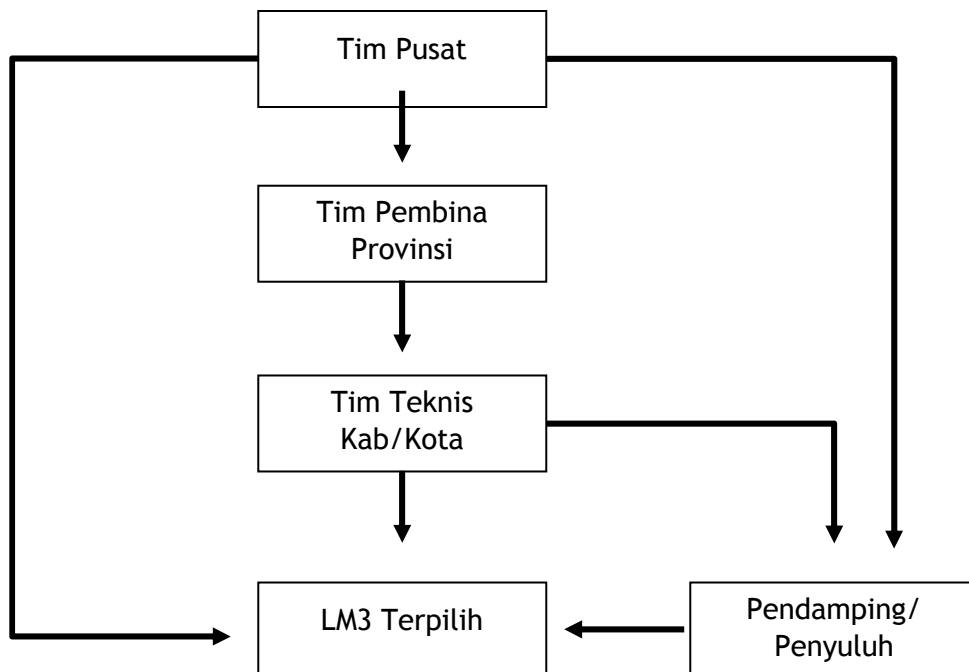 Tim Pusat
Tim Pembina
Provinsi
Tim Teknis
Kab/Kota
LM3 Terpilih
Pendamping/
Penyuluh